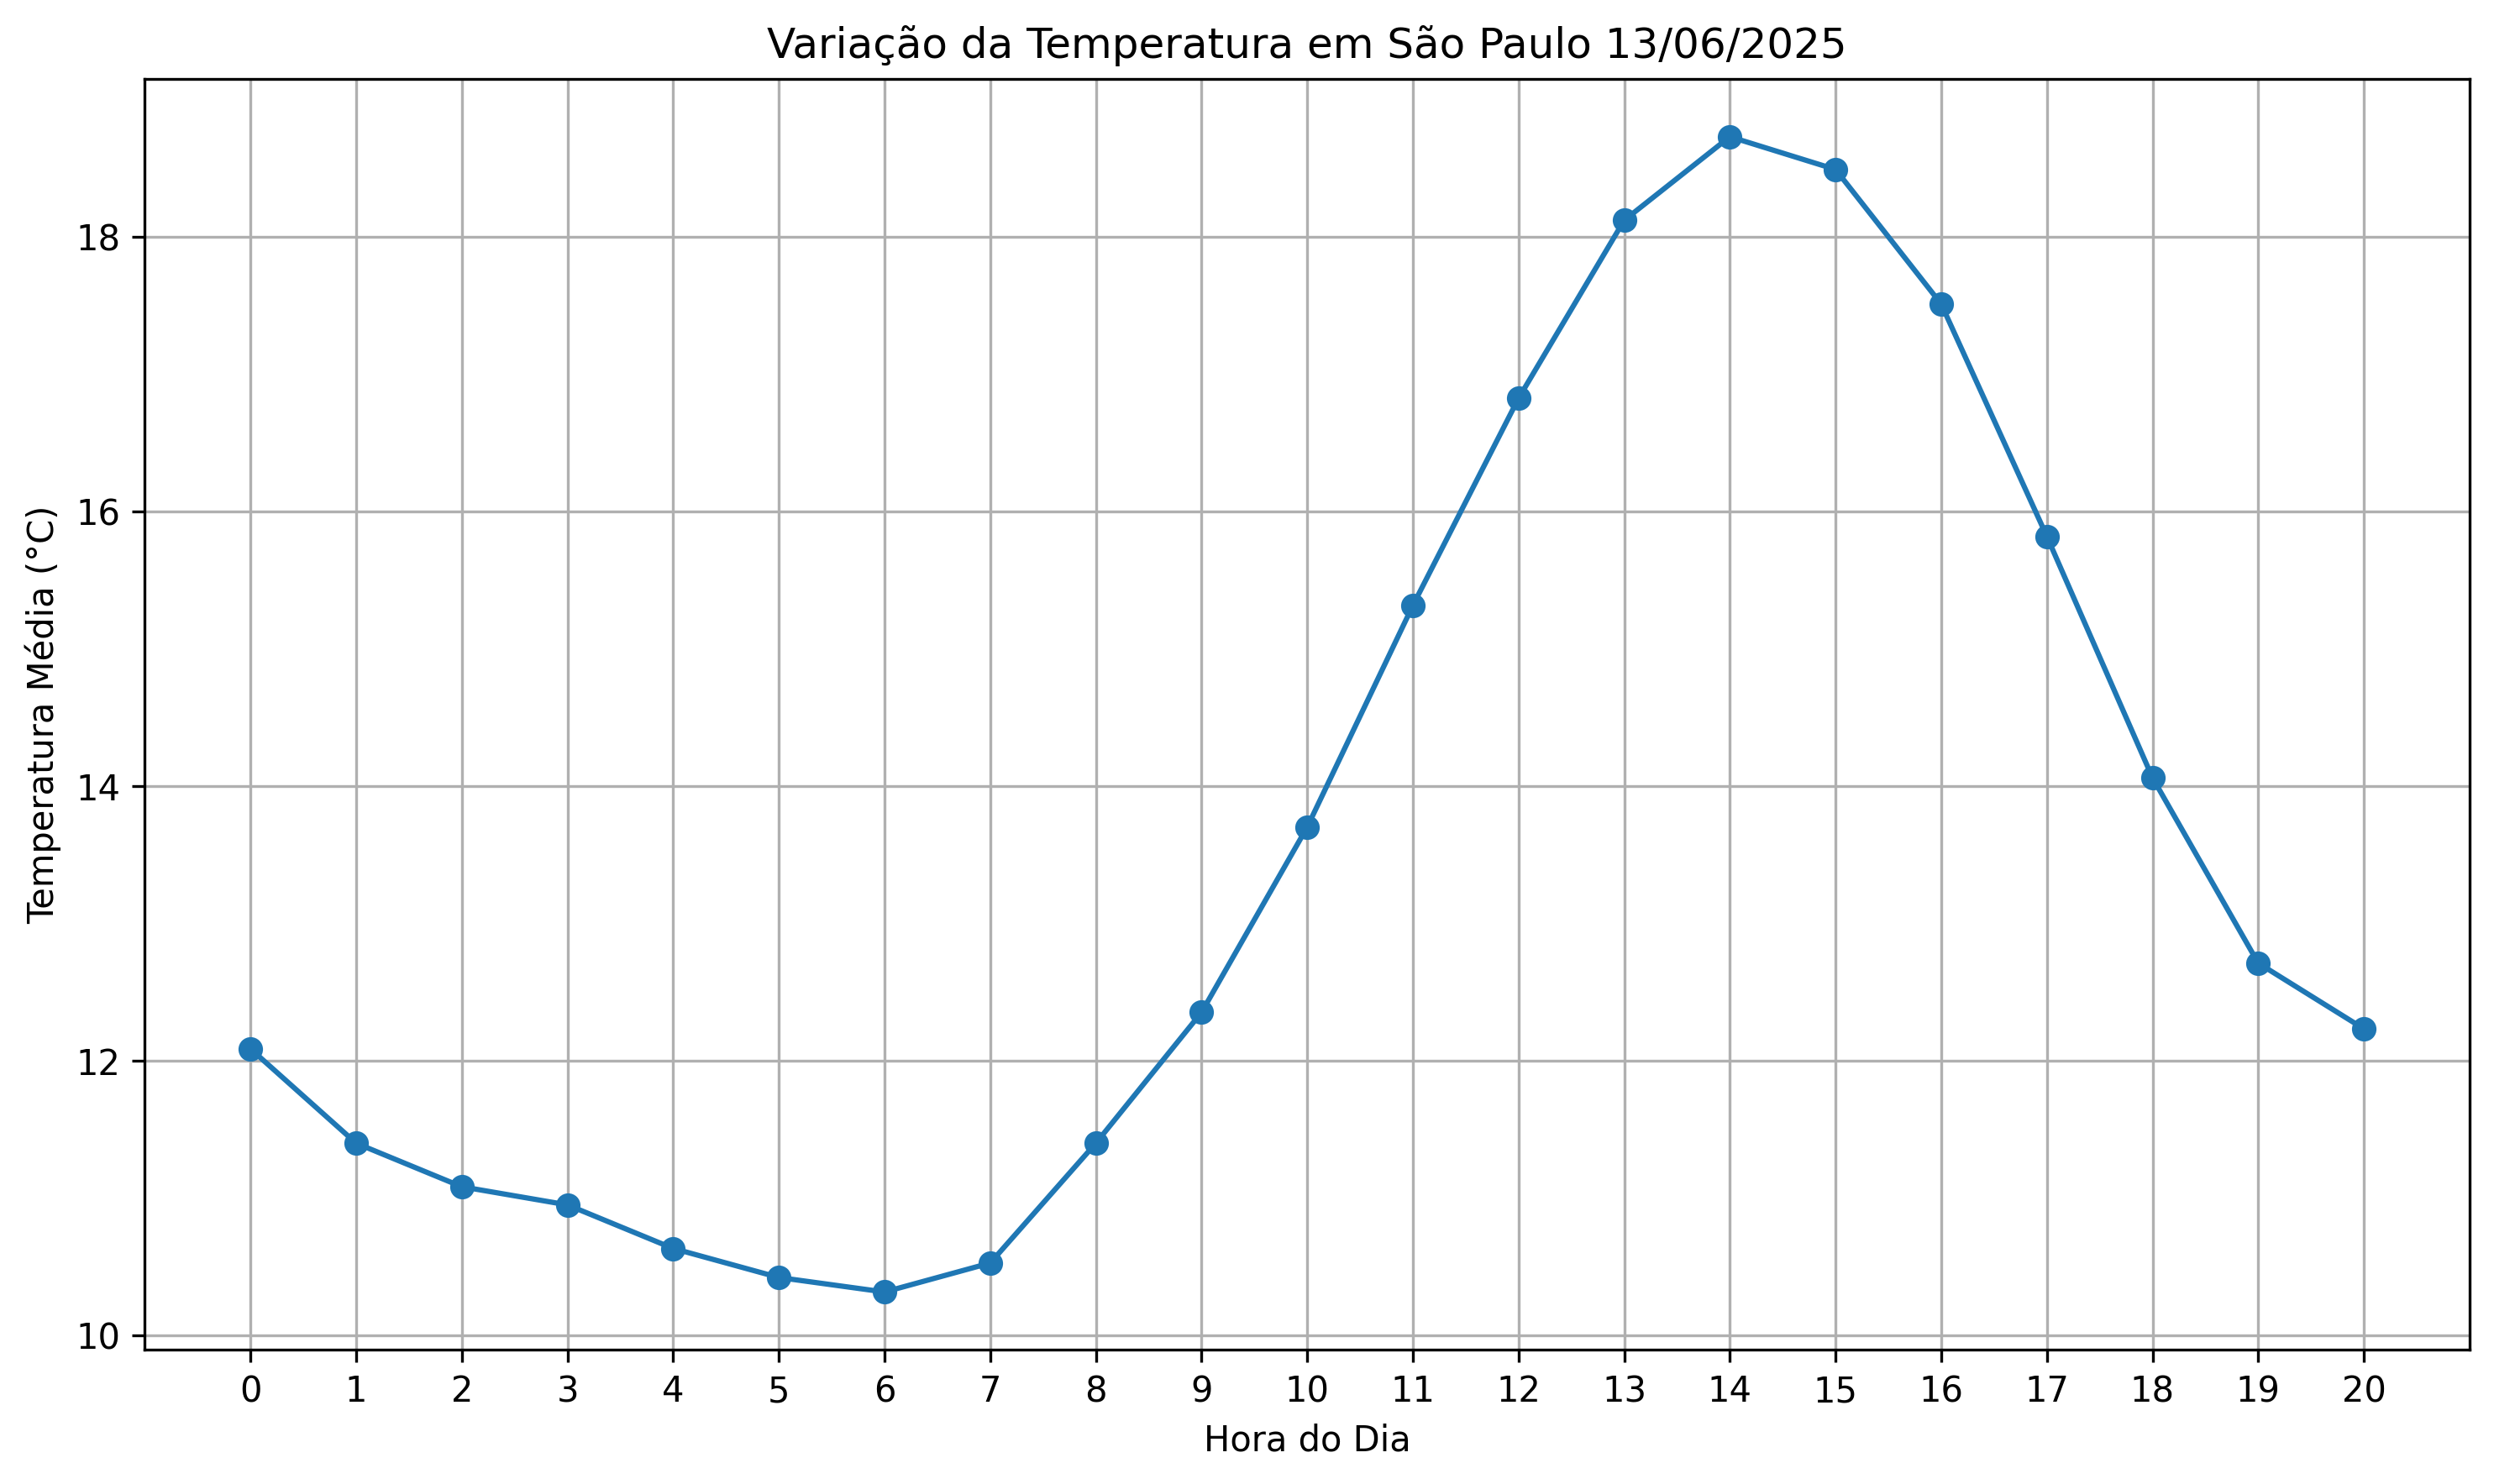 Variação da Temperatura em São Paulo 13/06/2025
Temperatura Média (°C)
18
16
14
12
10
0 1 2 3 4 5 6 7 8 9 10 11 12 13 14 15 16 17 18 19 20
Hora do Dia